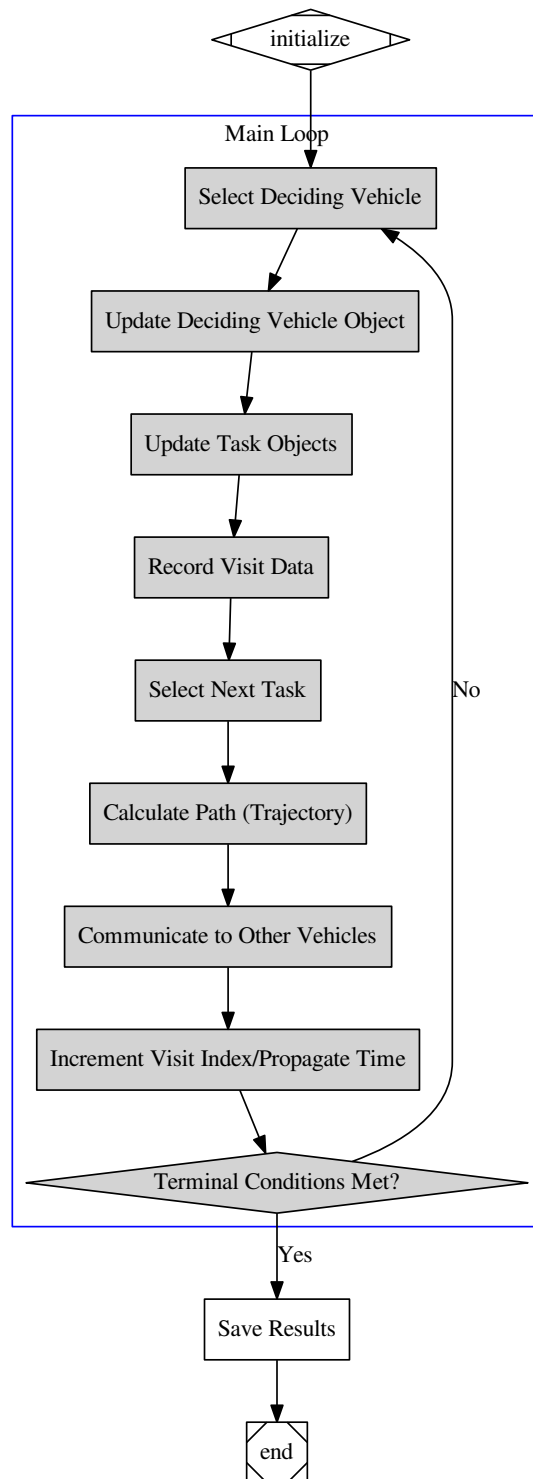 initialize
Main Loop
Select Deciding Vehicle
Update Deciding Vehicle Object
Update Task Objects
Record Visit Data
Select Next Task
No
Calculate Path (Trajectory)
Communicate to Other Vehicles
Increment Visit Index/Propagate Time
Terminal Conditions Met?
Yes
Save Results
end